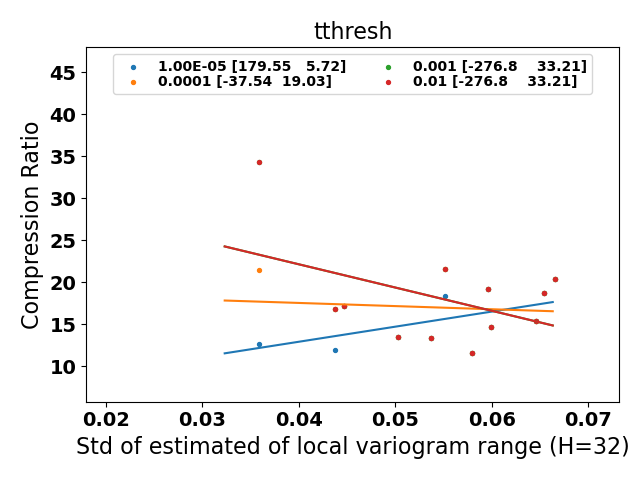 tthresh
1.00E-05 [179.55   5.72]
0.0001 [-37.54  19.03]
0.001 [-276.8    33.21]
0.01 [-276.8    33.21]
Compression Ratio
45
40
35
30
25
20
15
10
0.02 0.03 0.04 0.05 0.06 0.07
Std of estimated of local variogram range (H=32)